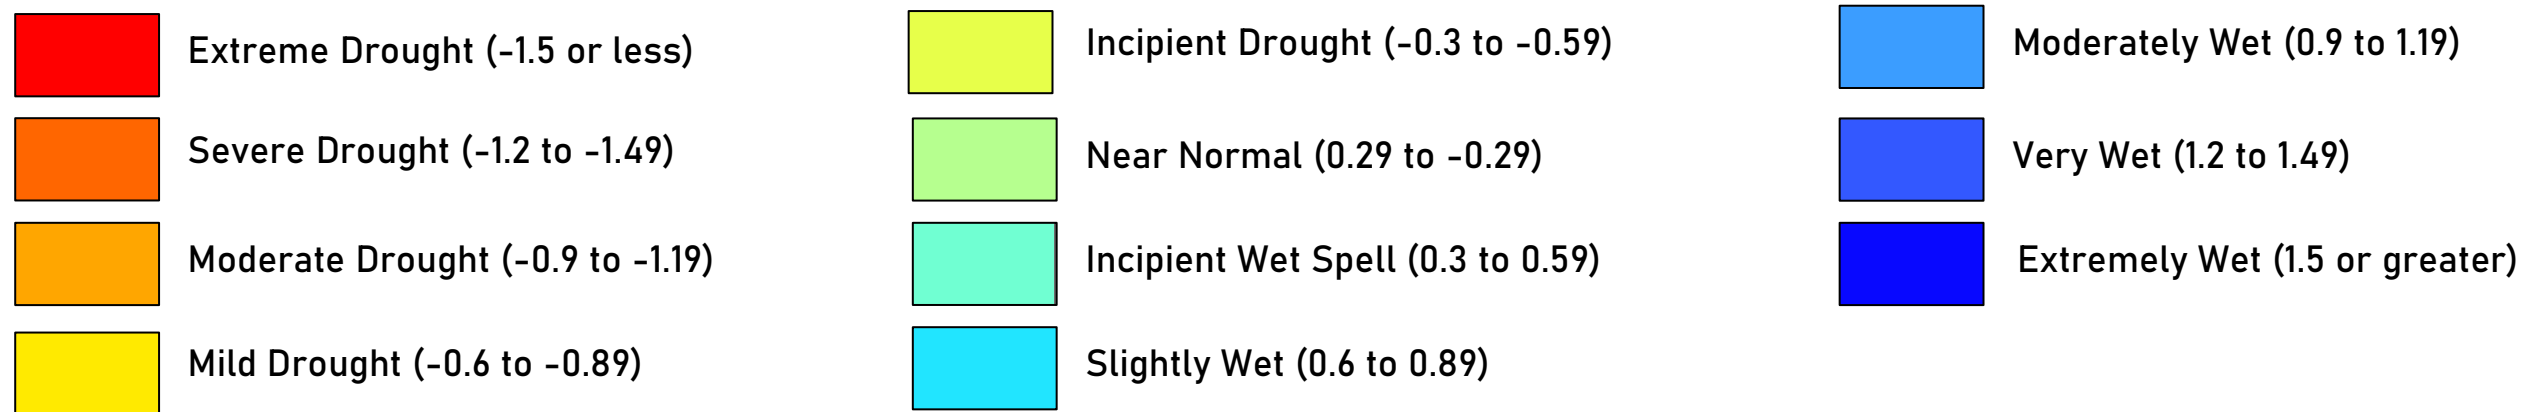 Extreme Drought (-1.5 or less)
Severe Drought (-1.2 to -1.49)
Moderate Drought (-0.9 to -1.19)
Mild Drought (-0.6 to -0.89)
Incipient Drought (-0.3 to -0.59)
Near Normal (0.29 to -0.29)
Incipient Wet Spell (0.3 to 0.59)
Slightly Wet (0.6 to 0.89)
Moderately Wet (0.9 to 1.19)
Very Wet (1.2 to 1.49)
Extremely Wet (1.5 or greater)